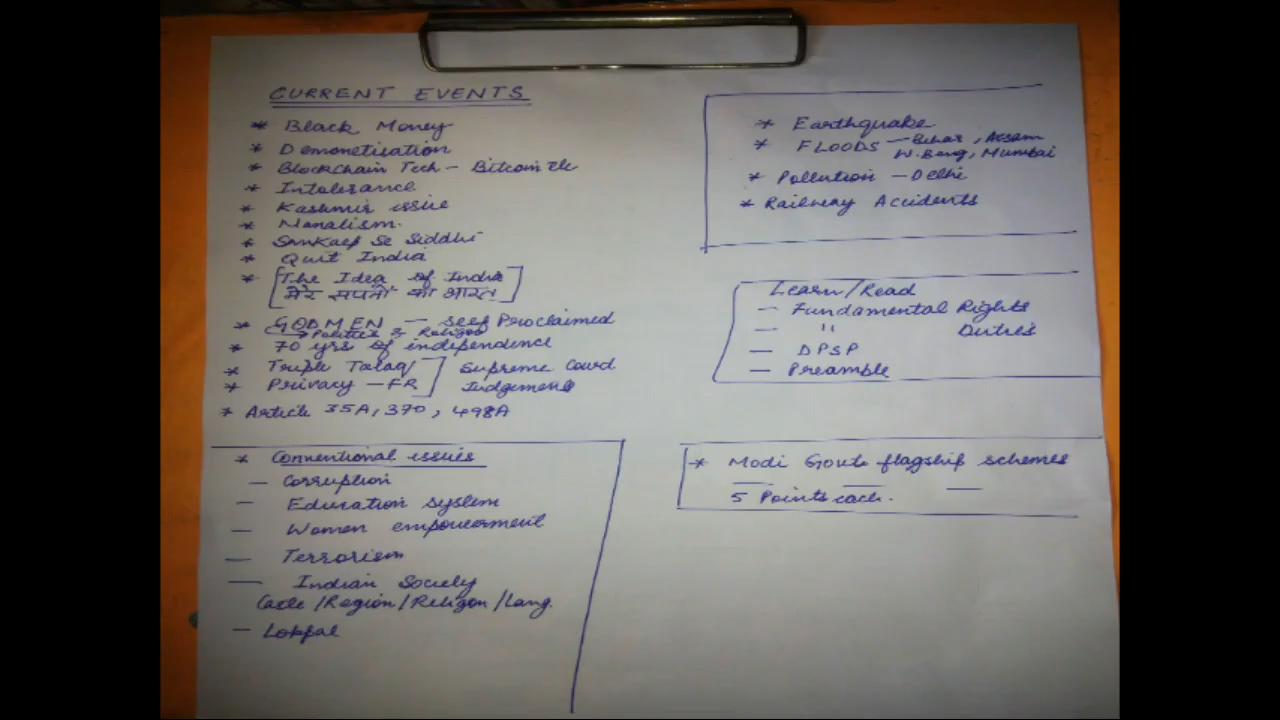 CURRENT EVENTS
* Black Money
* Demonetisation
* Blockchain Tech - Bitcoin etc
* Intolerance
* Kashmir issue
* Naxalism.
* Sankalp Se Siddhi
* Quit India
* [The Idea of India
मेरे सपनों का भारत]
* GODMEN - self Proclaimed
→ Politics & Religion
* 70 yrs of independence
* Triple Talaq/ ] Supreme Court
* Privacy - FR ] Judgement
* Article 35A, 370, 498A
* Conventional issues
- Corruption
- Education system
- Women empowerment
- Terrorism
- Indian Society
Caste /Region/Religon/Lang.
- Lokpal
* Earthquake
* FLOODS - Bihar, Assam
W. Beng, Mumbai
* Pollution - Delhi
* Railway Accidents
Learn/Read
- Fundamental Rights
- " Duties
- DPSP
- Preamble
* Modi Govts flagship schemes
5 Points each.